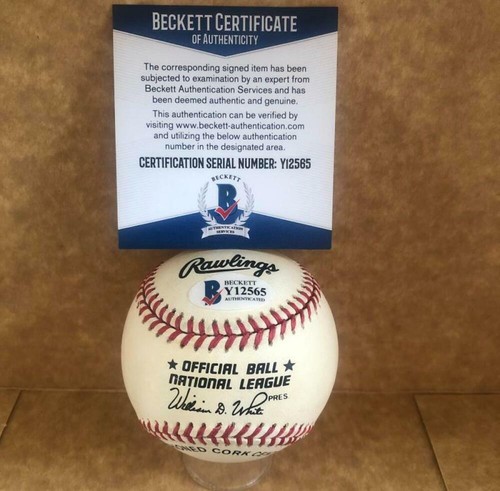 BECKETT CERTIFICATE
OF AUTHENTICITY
The corresponding signed item has been
subjected to examination by an expert from
Beckett Authentication Services and has
been deemed authentic and genuine.
This authentication can be verified by
visiting www.beckett-authentication.com
and utilizing the below authentication
number in the designated area.
CERTIFICATION SERIAL NUMBER: Y12565
BECKETT
B
AUTHENTICATION
SERVICES
Rawlings
B BECKETT
Y12565
AUTHENTICATED
★ OFFICIAL BALL ★
NATIONAL LEAGUE
William D. White PRES.
CORK